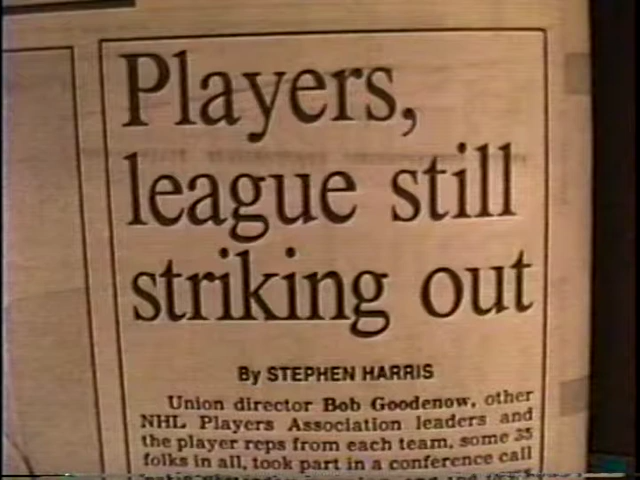 Players,
league still
striking out
By STEPHEN HARRIS
Union director Bob Goodenow, other
NHL Players Association leaders and
the player reps from each team, some 35
folks in all, took part in a conference call